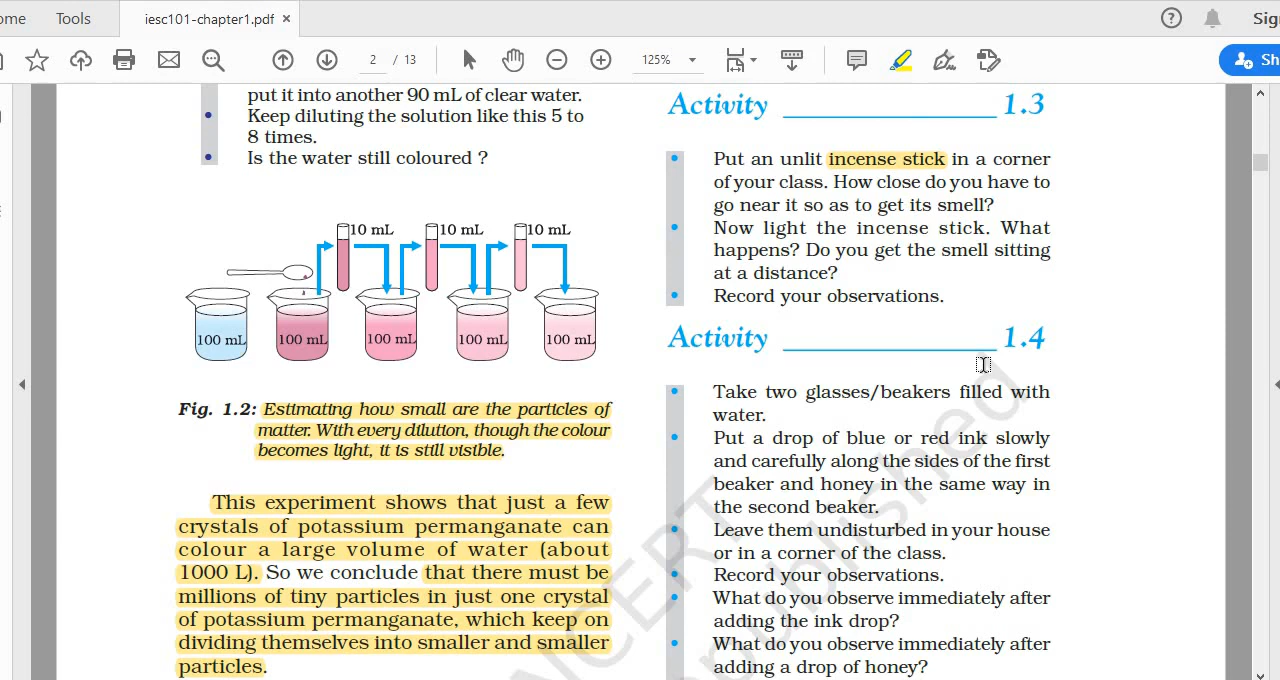 ome
Tools
iesc101-chapter1.pdf ×
?
Sig
2 / 13
125%
Sh
put it into another 90 mL of clear water.
• Keep diluting the solution like this 5 to
8 times.
• Is the water still coloured ?
10 mL
10 mL
10 mL
100 mL
100 mL
100 mL
100 mL
100 mL
Fig. 1.2: Estimating how small are the particles of
matter. With every dilution, though the colour
becomes light, it is still visible.
This experiment shows that just a few
crystals of potassium permanganate can
colour a large volume of water (about
1000 L). So we conclude that there must be
millions of tiny particles in just one crystal
of potassium permanganate, which keep on
dividing themselves into smaller and smaller
particles.
Activity ______________ 1.3
• Put an unlit incense stick in a corner
of your class. How close do you have to
go near it so as to get its smell?
• Now light the incense stick. What
happens? Do you get the smell sitting
at a distance?
• Record your observations.
Activity ______________ 1.4
• Take two glasses/beakers filled with
water.
• Put a drop of blue or red ink slowly
and carefully along the sides of the first
beaker and honey in the same way in
the second beaker.
• Leave them undisturbed in your house
or in a corner of the class.
• Record your observations.
• What do you observe immediately after
adding the ink drop?
• What do you observe immediately after
adding a drop of honey?
NCERT
published